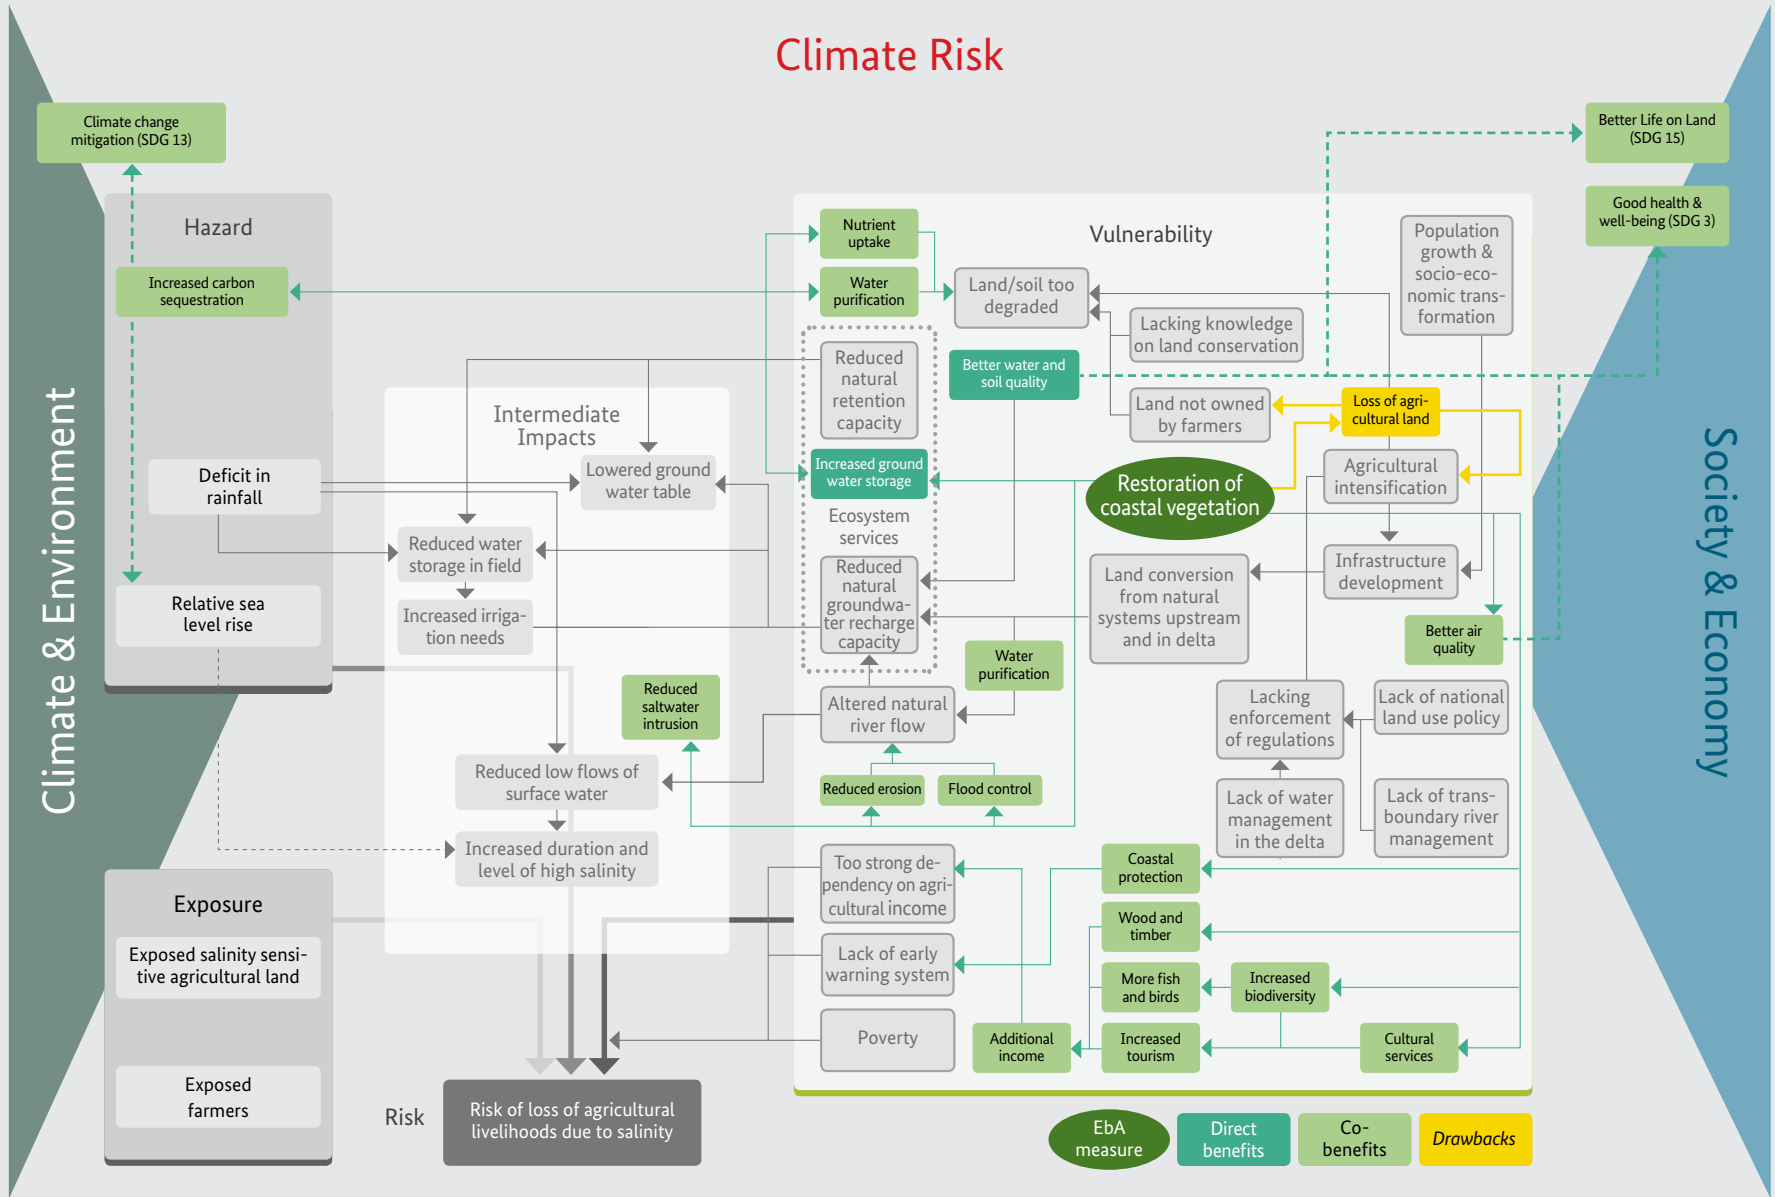 Climate Risk
Climate & Environment
Society & Economy
Climate change
mitigation (SDG 13)
Better Life on Land
(SDG 15)
Good health &
well-being (SDG 3)
Hazard
Increased carbon
sequestration
Deficit in
rainfall
Relative sea
level rise
Exposure
Exposed salinity sensi-
tive agricultural land
Exposed
farmers
Intermediate
Impacts
Lowered ground
water table
Reduced water
storage in field
Increased irriga-
tion needs
Reduced
saltwater
intrusion
Reduced low flows of
surface water
Increased duration and
level of high salinity
Risk
Risk of loss of agricultural
livelihoods due to salinity
Vulnerability
Nutrient
uptake
Water
purification
Land/soil too
degraded
Population
growth &
socio-eco-
nomic trans-
formation
Lacking knowledge
on land conservation
Reduced
natural
retention
capacity
Better water and
soil quality
Land not owned
by farmers
Loss of agri-
cultural land
Increased ground
water storage
Restoration of
coastal vegetation
Agricultural
intensification
Ecosystem
services
Reduced
natural
groundwa-
ter recharge
capacity
Land conversion
from natural
systems upstream
and in delta
Infrastructure
development
Better air
quality
Water
purification
Altered natural
river flow
Lacking
enforcement
of regulations
Lack of national
land use policy
Reduced erosion
Flood control
Lack of water
management
in the delta
Lack of trans-
boundary river
management
Too strong de-
pendency on agri-
cultural income
Coastal
protection
Wood and
timber
Lack of early
warning system
More fish
and birds
Increased
biodiversity
Poverty
Additional
income
Increased
tourism
Cultural
services
EbA
measure
Direct
benefits
Co-
benefits
Drawbacks